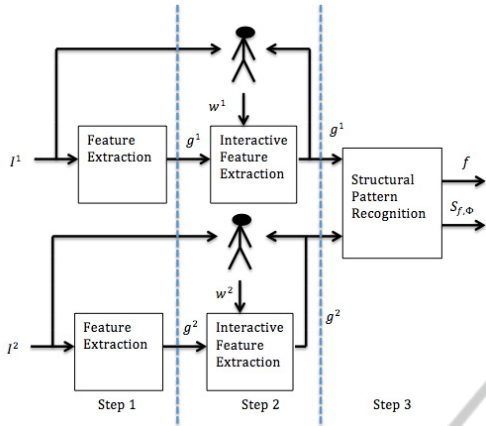 w¹
g¹
g¹
I¹
Feature
Extraction
Interactive
Feature
Extraction
Structural
Pattern
Recognition
f
S_{f,Φ}
w²
g²
g²
I²
Feature
Extraction
Interactive
Feature
Extraction
Step 1
Step 2
Step 3